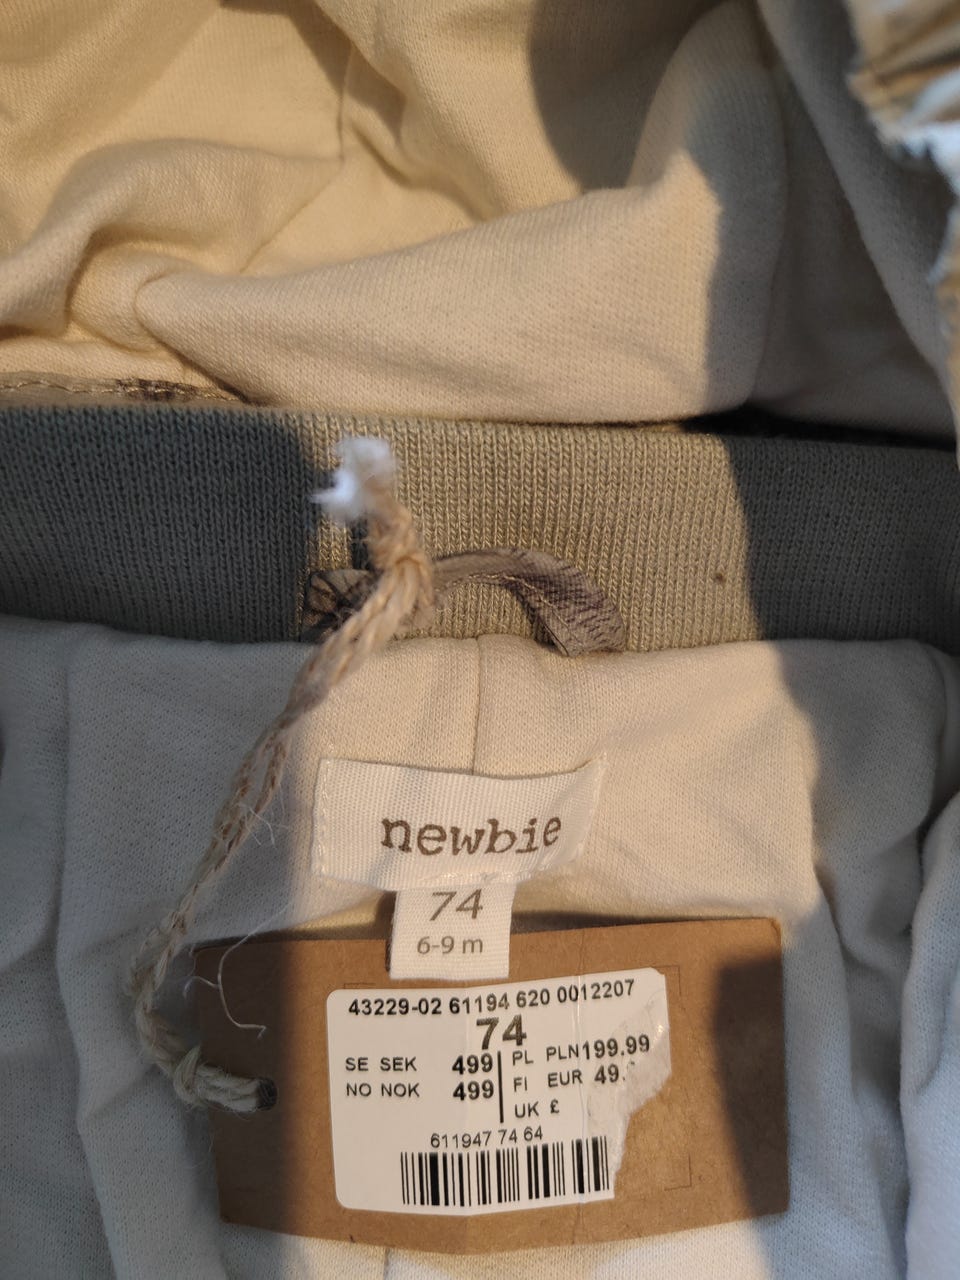 newbie
74
6-9 m
43229-02 61194 620 0012207
74
SE SEK 499
NO NOK 499
PL PLN199.99
FI EUR 49.
UK £
611947 74 64